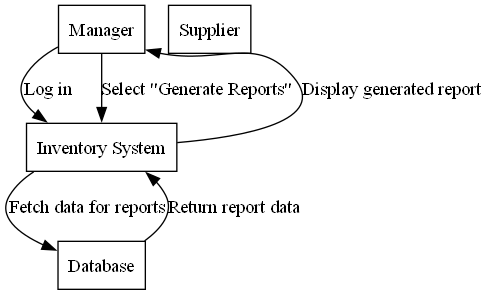 Manager
Supplier
Log in
Select "Generate Reports"
Display generated report
Inventory System
Fetch data for reports
Return report data
Database